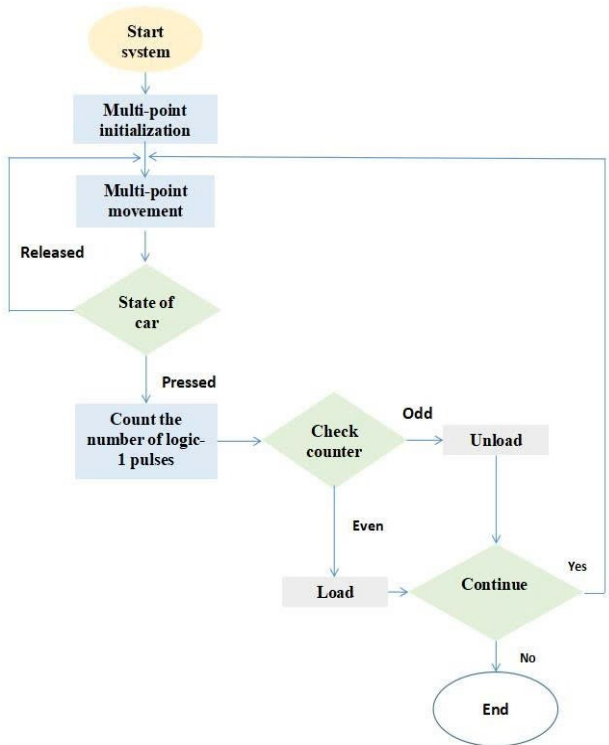 Start
svstem
Multi-point
initialization
Multi-point
movement
Released
State of
car
Pressed
Count the
number of logic-
1 pulses
Check
counter
Odd
Unload
Even
Load
Continue
Yes
No
End